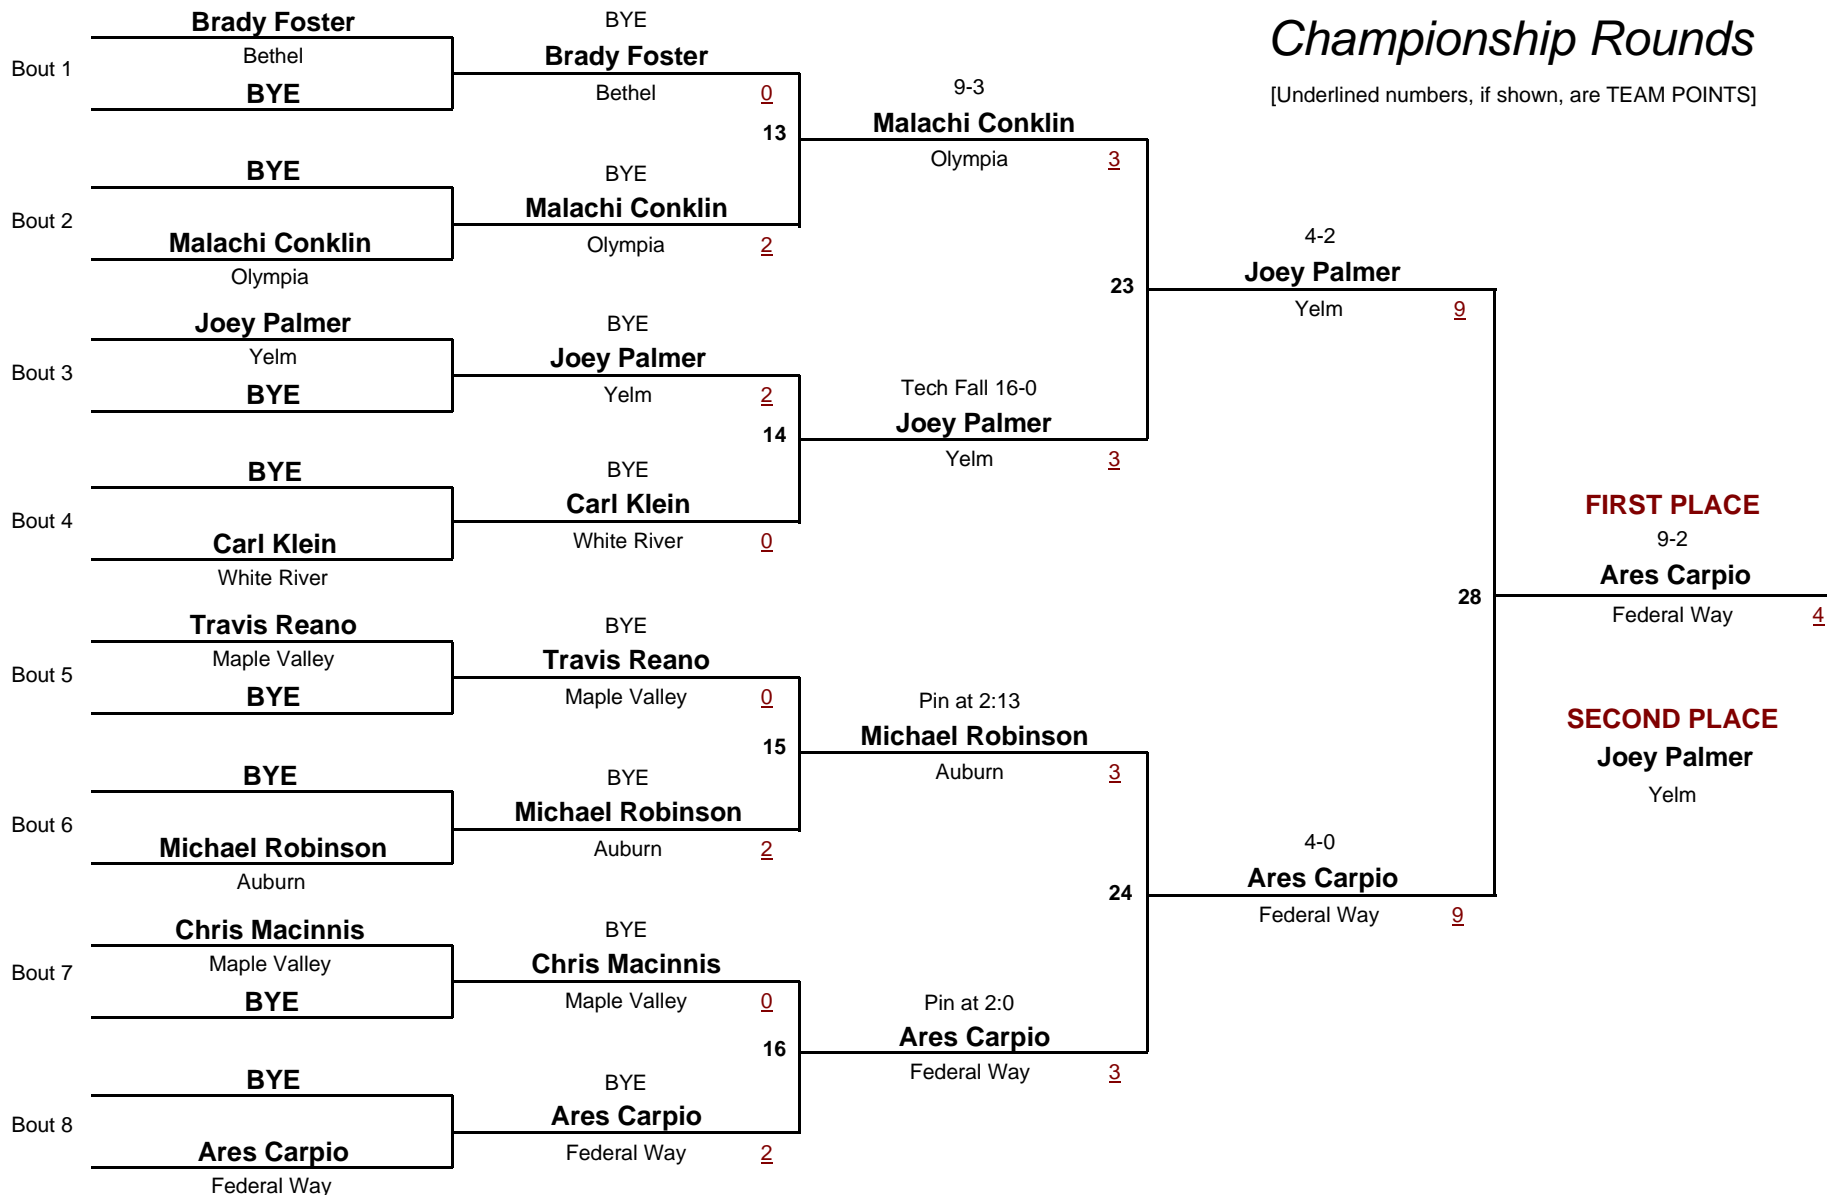 Championship Rounds
[Underlined numbers, if shown, are TEAM POINTS]
Bout 1
Brady Foster
Bethel
BYE
Bout 2
BYE
Malachi Conklin
Olympia
Bout 3
Joey Palmer
Yelm
BYE
Bout 4
BYE
Carl Klein
White River
Bout 5
Travis Reano
Maple Valley
BYE
Bout 6
BYE
Michael Robinson
Auburn
Bout 7
Chris Macinnis
Maple Valley
BYE
Bout 8
BYE
Ares Carpio
Federal Way
BYE
Brady Foster
Bethel 0
13
BYE
Malachi Conklin
Olympia 2
BYE
Joey Palmer
Yelm 2
14
BYE
Carl Klein
White River 0
BYE
Travis Reano
Maple Valley 0
15
BYE
Michael Robinson
Auburn 2
BYE
Chris Macinnis
Maple Valley 0
16
BYE
Ares Carpio
Federal Way 2
9-3
Malachi Conklin
Olympia 3
23
Tech Fall 16-0
Joey Palmer
Yelm 3
Pin at 2:13
Michael Robinson
Auburn 3
24
Pin at 2:0
Ares Carpio
Federal Way 3
4-2
Joey Palmer
Yelm 9
28
4-0
Ares Carpio
Federal Way 9
FIRST PLACE
9-2
Ares Carpio
Federal Way 4
SECOND PLACE
Joey Palmer
Yelm